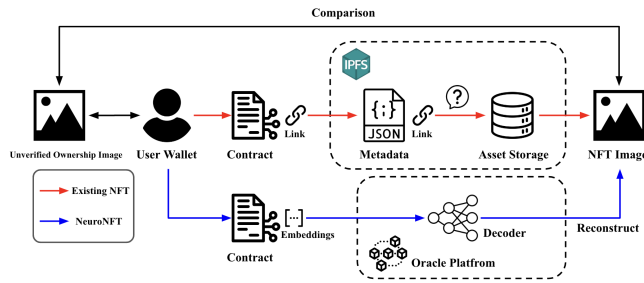 Comparison
IPFS
{:}
JSON
?
Link
Link
Unverified Ownership Image
User Wallet
Contract
Metadata
Asset Storage
NFT Image
Existing NFT
NeuroNFT
[...]
Embeddings
Decoder
Reconstruct
Contract
Oracle Platfrom